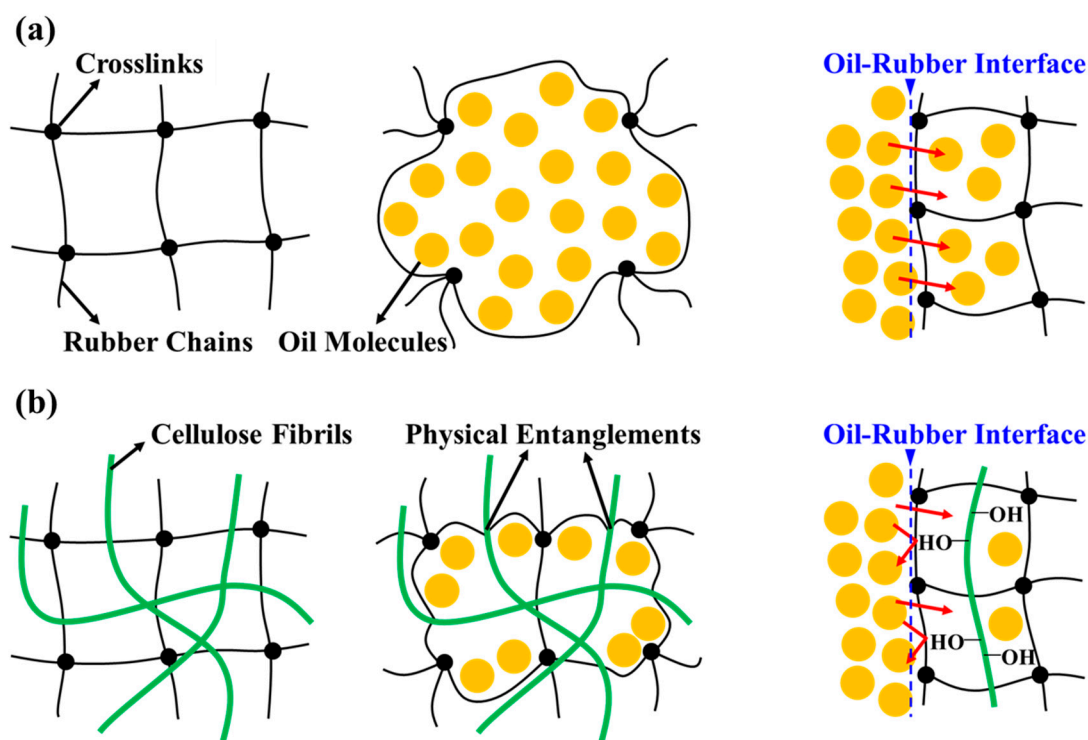 (a)
Crosslinks
Oil-Rubber Interface
Rubber Chains
Oil Molecules
(b)
Cellulose Fibrils
Physical Entanglements
Oil-Rubber Interface
OH
HO
HO
OH